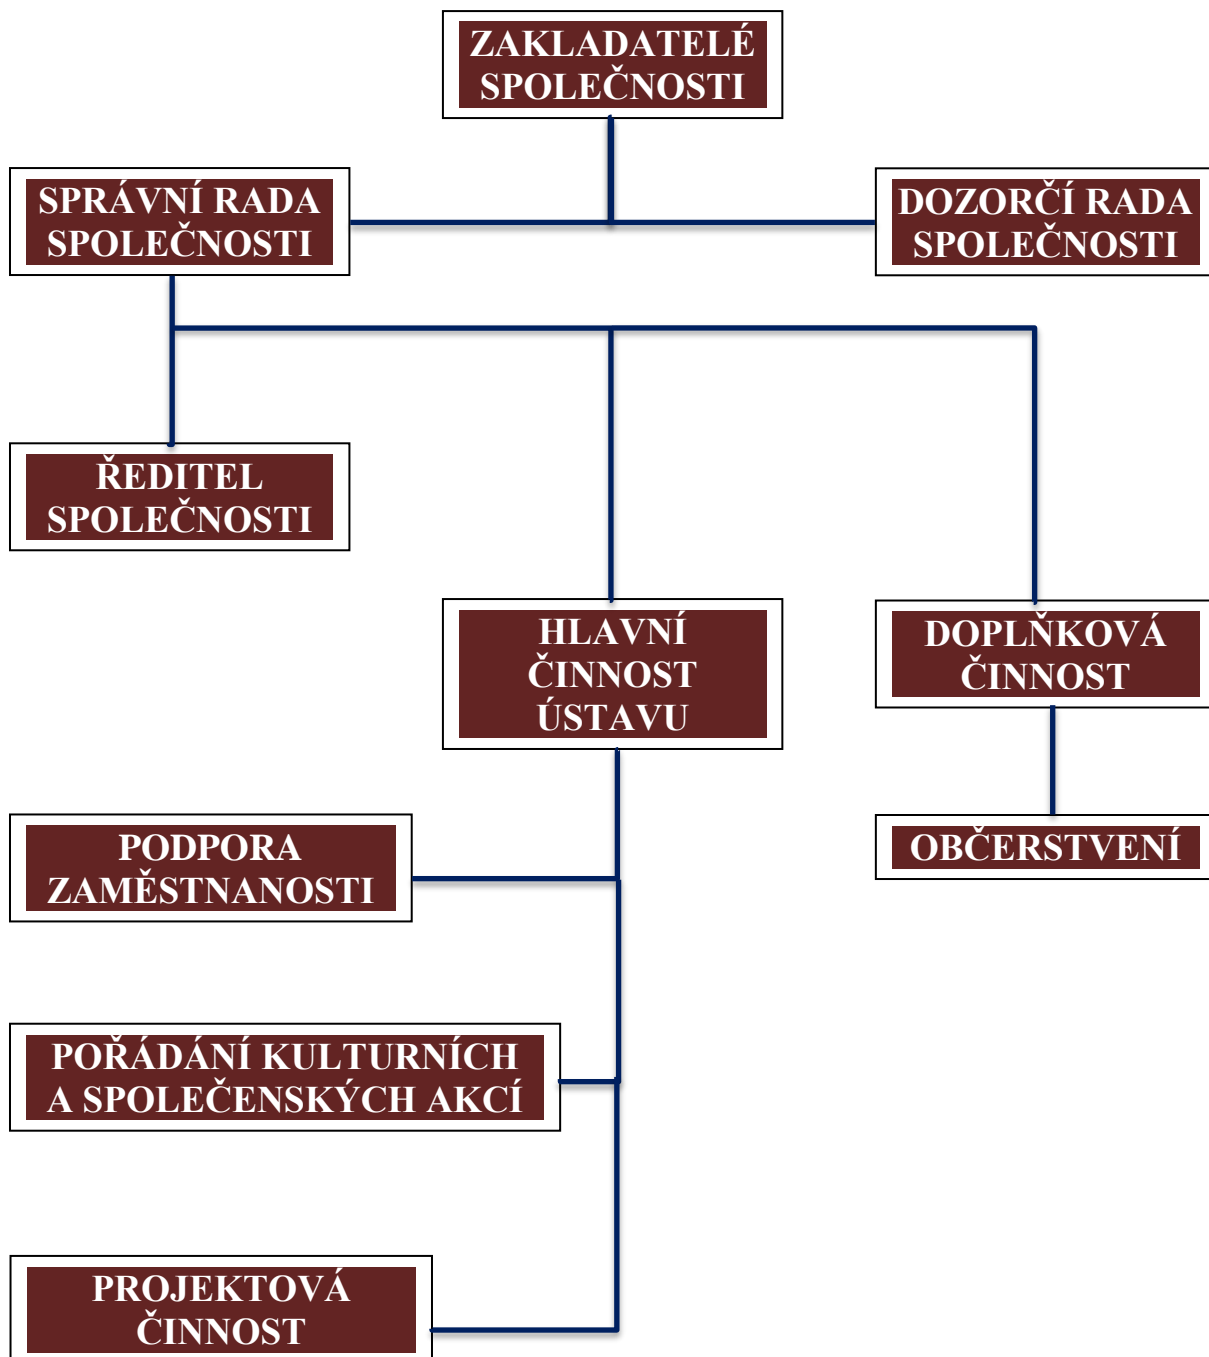 ZAKLADATELÉ
SPOLEČNOSTI
SPRÁVNÍ RADA
SPOLEČNOSTI
DOZORČÍ RADA
SPOLEČNOSTI
ŘEDITEL
SPOLEČNOSTI
HLAVNÍ
ČINNOST
ÚSTAVU
DOPLŇKOVÁ
ČINNOST
PODPORA
ZAMĚSTNANOSTI
OBČERSTVENÍ
POŘÁDÁNÍ KULTURNÍCH
A SPOLEČENSKÝCH AKCÍ
PROJEKTOVÁ
ČINNOST